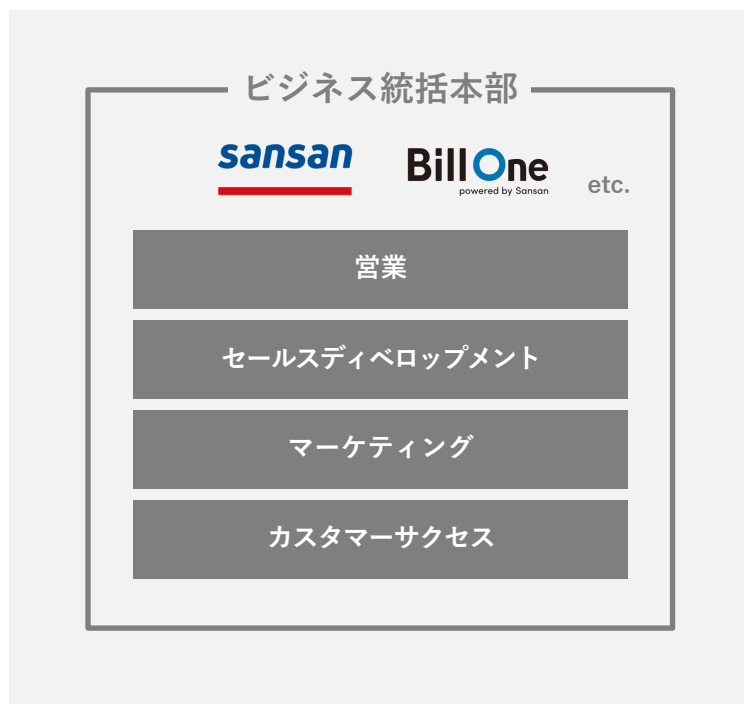 ビジネス統括本部
sansan
Bill One
powered by Sansan
etc.
営業
セールスディベロップメント
マーケティング
カスタマーサクセス